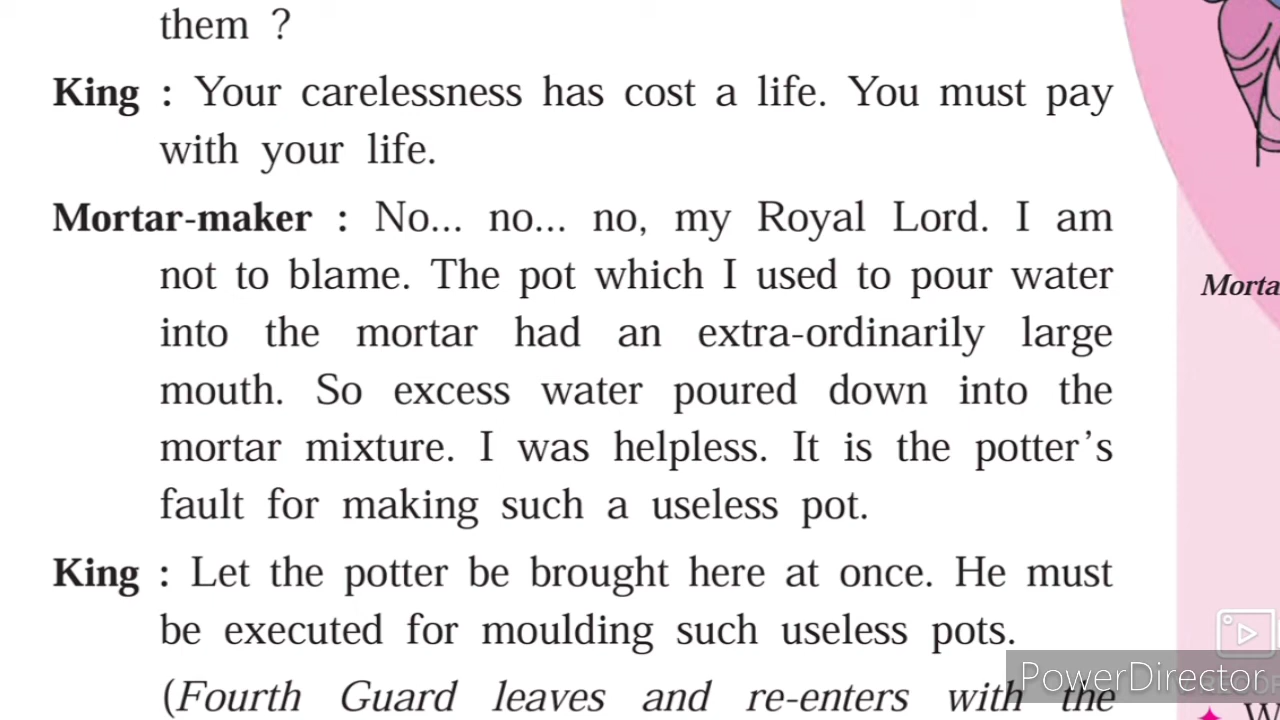 them ?
King : Your carelessness has cost a life. You must pay
with your life.
Mortar-maker : No... no... no, my Royal Lord. I am
not to blame. The pot which I used to pour water
into the mortar had an extra-ordinarily large
Morta
mouth. So excess water poured down into the
mortar mixture. I was helpless. It is the potter's
fault for making such a useless pot.
King : Let the potter be brought here at once. He must
be executed for moulding such useless pots.
(Fourth Guard leaves and re-enters with the
PowerDirector